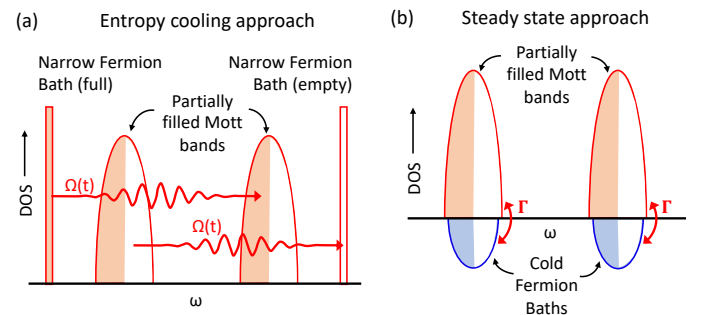 (a) Entropy cooling approach
Narrow Fermion
Bath (full)
Narrow Fermion
Bath (empty)
Partially
filled Mott
bands
DOS
Ω(t)
Ω(t)
ω
(b) Steady state approach
Partially
filled Mott
bands
DOS
Γ
Γ
ω
Cold
Fermion
Baths